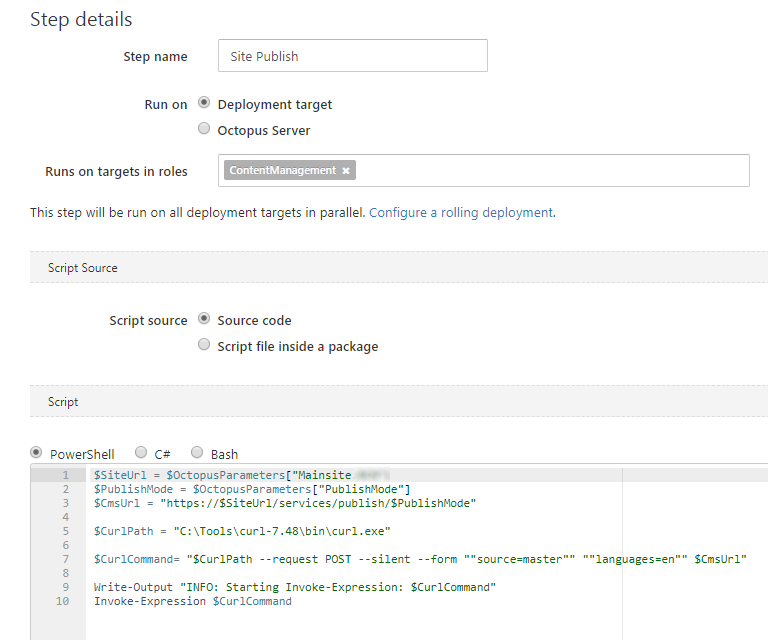 Step details
Step name Site Publish
Run on Deployment target
Octopus Server
Runs on targets in roles ContentManagement ×
This step will be run on all deployment targets in parallel. Configure a rolling deployment.
Script Source
Script source Source code
Script file inside a package
Script
PowerShell C# Bash
1 $SiteUrl = $OctopusParameters["Mainsite
2 $PublishMode = $OctopusParameters["PublishMode"]
3 $CmsUrl = "https://$SiteUrl/services/publish/$PublishMode"
4
5 $CurlPath = "C:\Tools\curl-7.48\bin\curl.exe"
6
7 $CurlCommand= "$CurlPath --request POST --silent --form ""source=master"" ""languages=en"" $CmsUrl"
8
9 Write-Output "INFO: Starting Invoke-Expression: $CurlCommand"
10 Invoke-Expression $CurlCommand